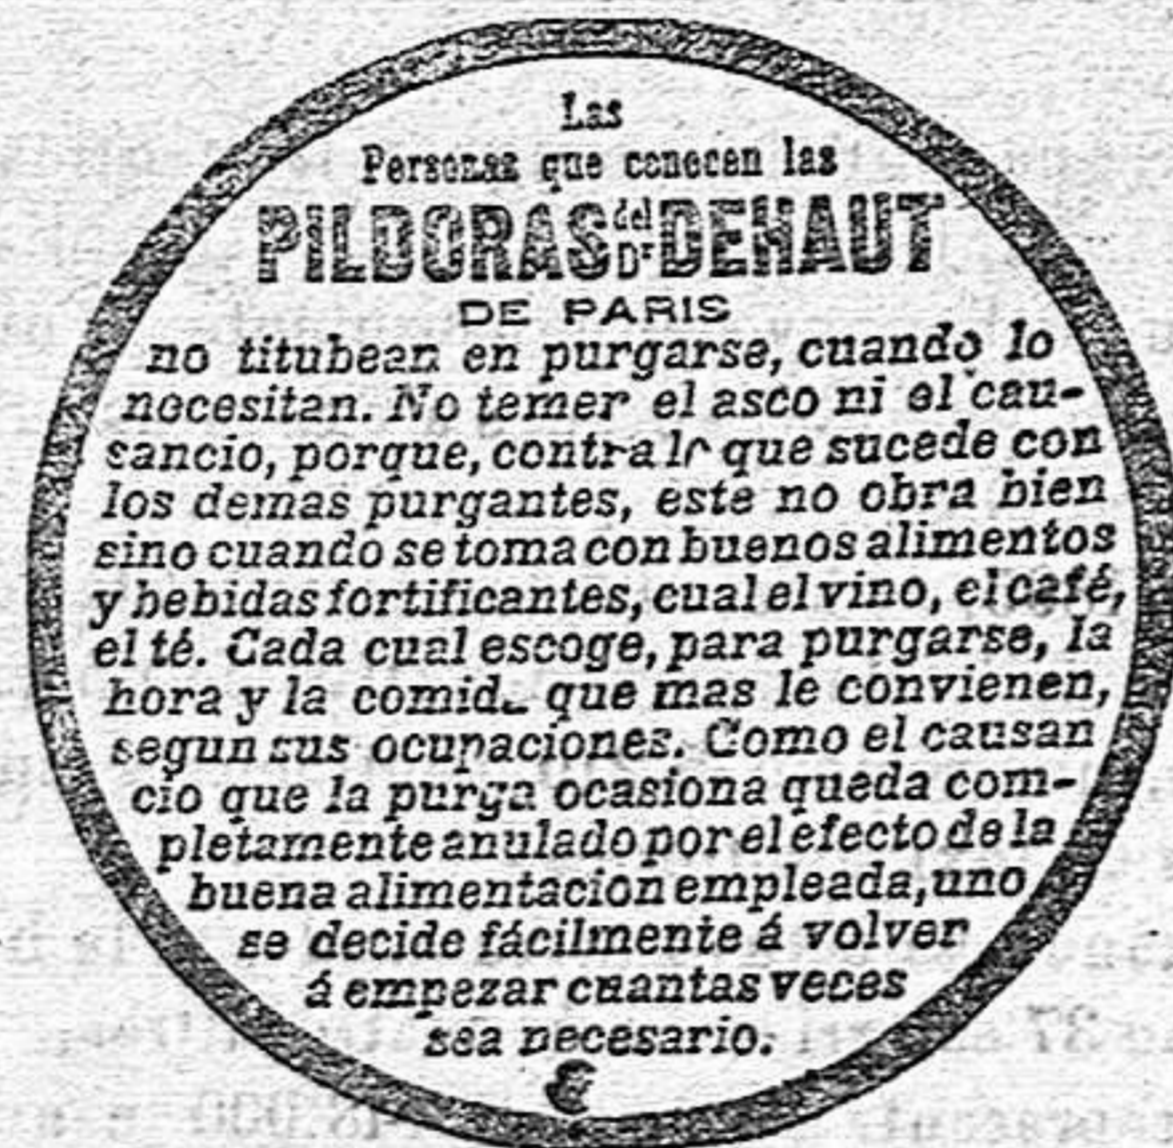 Las
Personas que conocen las
PILDORAS del Dr DEHAUT
DE PARIS
no titubean en purgarse, cuando lo
necesitan. No temer el asco ni el cau-
sancio, porque, contra lo que sucede con
los demas purgantes, este no obra bien
sino cuando se toma con buenos alimentos
y bebidas fortificantes, cual el vino, el café,
el té. Cada cual escoge, para purgarse, la
hora y la comida que mas le convienen,
segun sus ocupaciones. Como el causan
cio que la purga ocasiona queda com-
pletamente anulado por el efecto de la
buena alimentacion empleada, uno
se decide fácilmente á volver
á empezar cuantas veces
sea necesario.